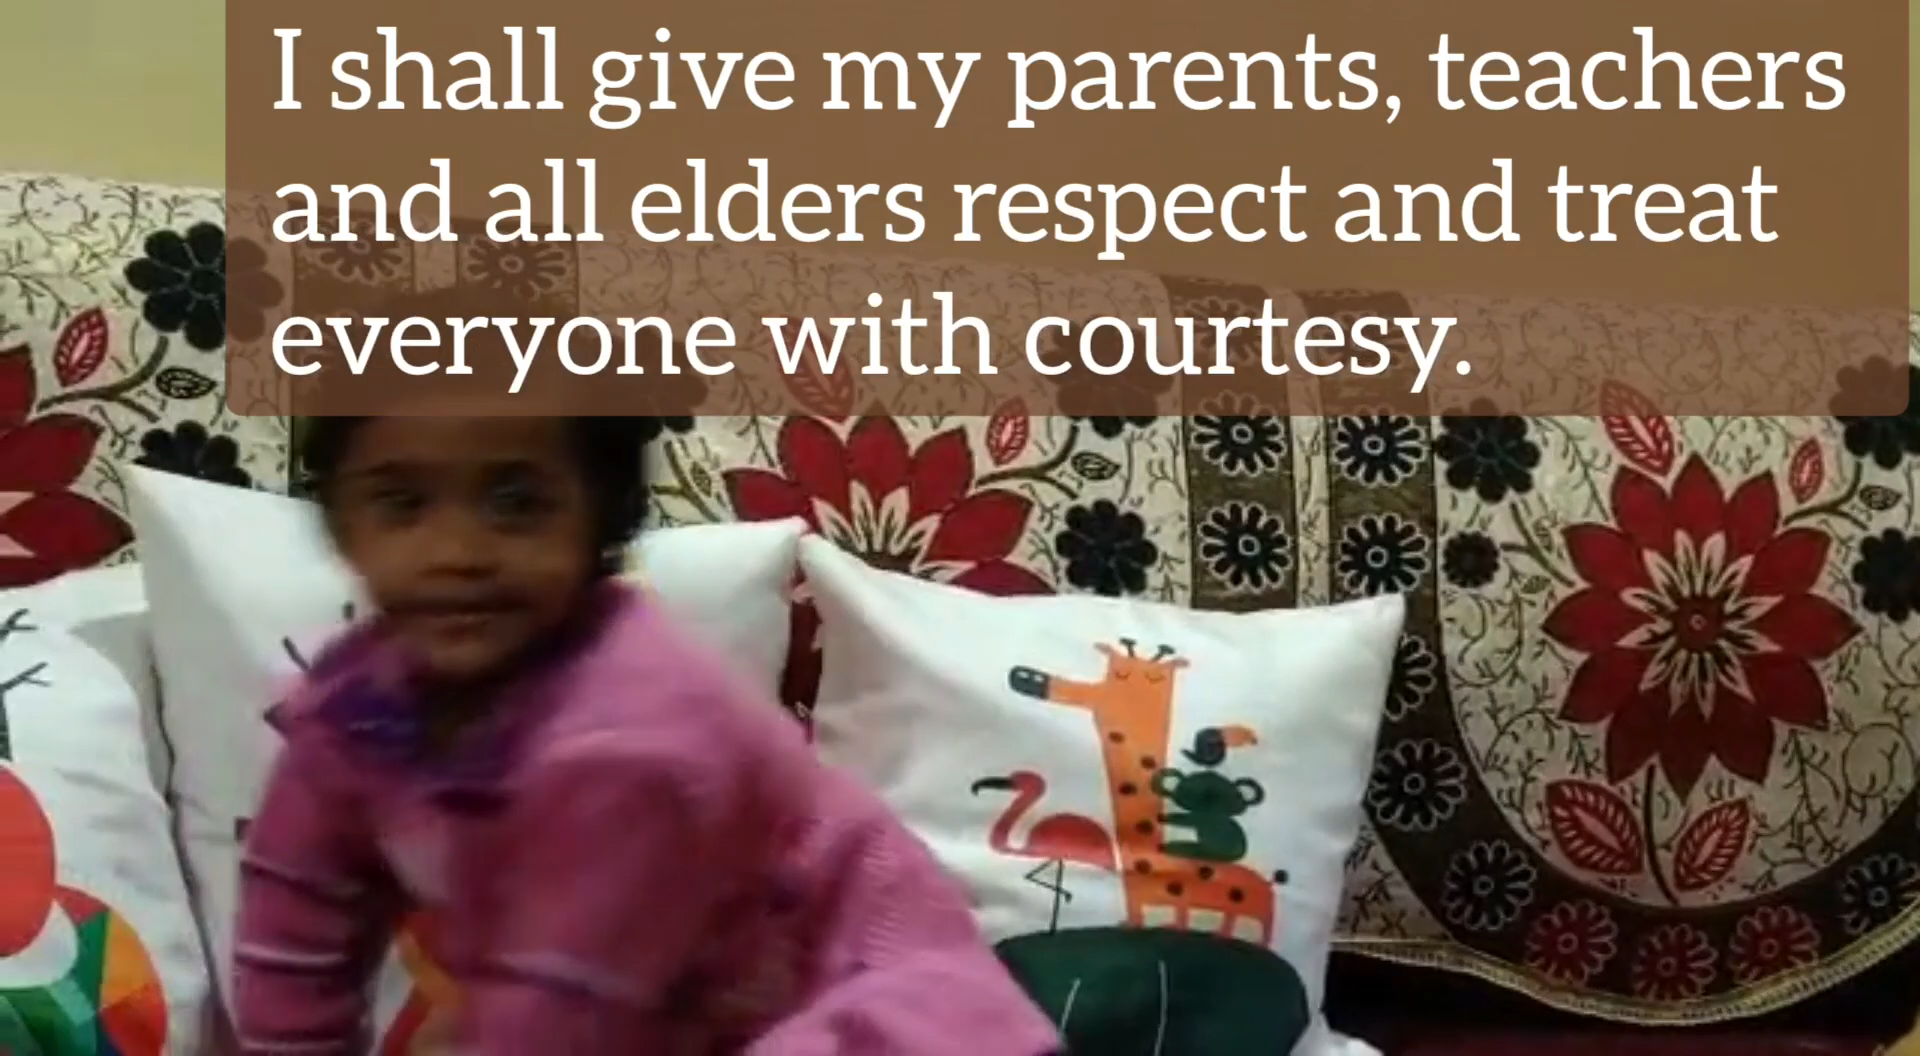 I shall give my parents, teachers
and all elders respect and treat
everyone with courtesy.